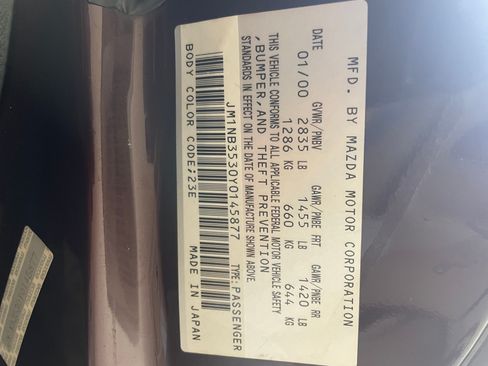 MFD. BY MAZDA MOTOR CORPORATION
DATE GVWR/PNBV GAWR/PNBE FRT GAWR/PNBE RR
01/00 2835 LB 1455 LB 1420 LB
1286 KG 660 KG 644 KG
THIS VEHICLE CONFORMS TO ALL APPLICABLE FEDERAL MOTOR VEHICLE SAFETY
,BUMPER,AND THEFT PREVENTION
STANDARDS IN EFFECT ON THE DATE OF MANUFACTURE SHOWN ABOVE.
JM1NB3530Y0145877 TYPE:PASSENGER
BODY COLOR CODE;23E MADE IN JAPAN